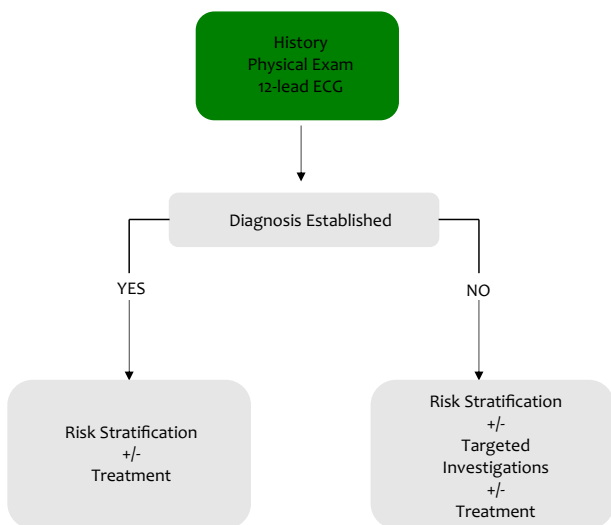 History
Physical Exam
12-lead ECG
Diagnosis Established
YES
NO
Risk Stratification
+/-
Treatment
Risk Stratification
+/-
Targeted
Investigations
+/-
Treatment